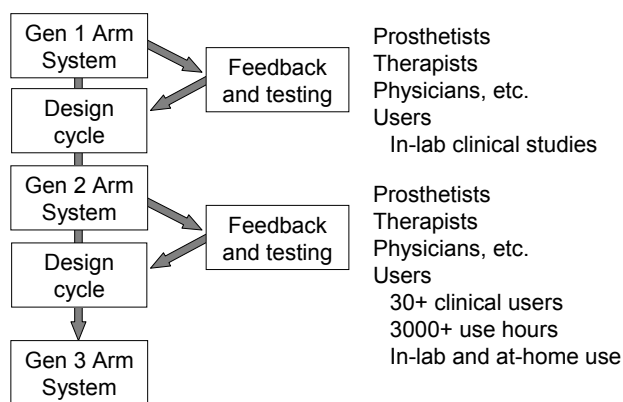 Gen 1 Arm
System
Feedback
and testing
Prosthetists
Therapists
Physicians, etc.
Users
In-lab clinical studies
Design
cycle
Gen 2 Arm
System
Feedback
and testing
Prosthetists
Therapists
Physicians, etc.
Users
30+ clinical users
3000+ use hours
In-lab and at-home use
Design
cycle
Gen 3 Arm
System